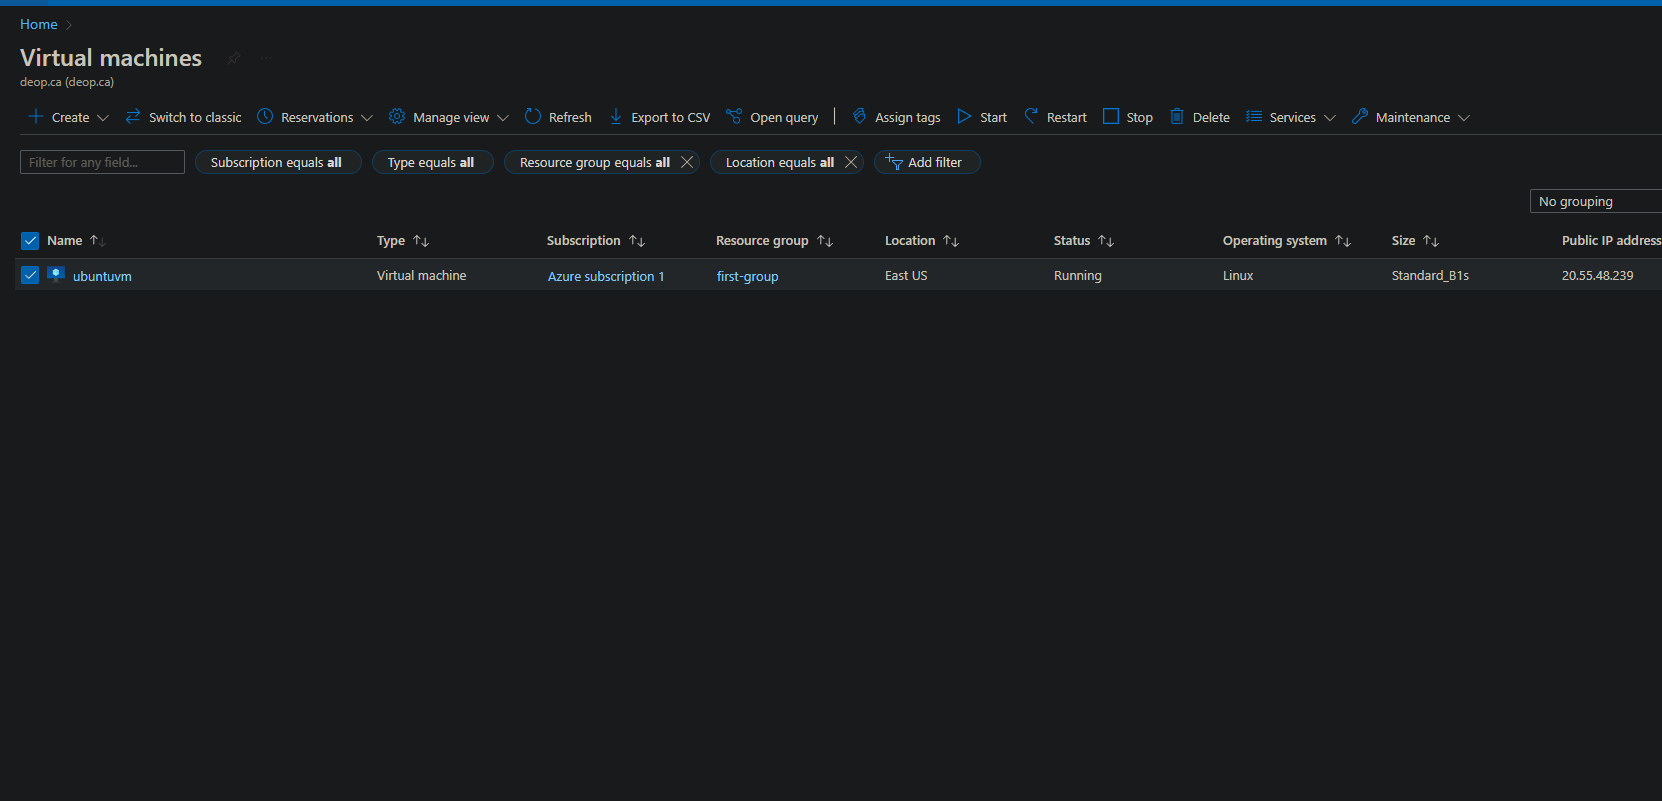 Home
Virtual machines
deop.ca (deop.ca)
Create Switch to classic Reservations Manage view Refresh Export to CSV Open query Assign tags Start Restart Stop Delete Services Maintenance
Filter for any field... Subscription equals all Type equals all Resource group equals all Location equals all Add filter
No grouping
Name Type Subscription Resource group Location Status Operating system Size Public IP address
ubuntuvm Virtual machine Azure subscription 1 first-group East US Running Linux Standard_B1s 20.55.48.239